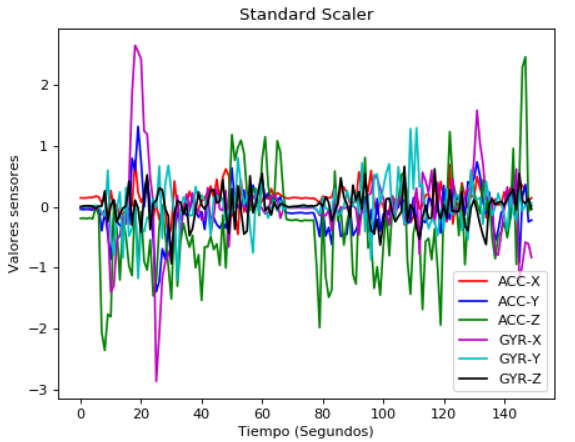 Standard Scaler
Valores sensores
2
1
0
−1
−2
−3
0 20 40 60 80 100 120 140
Tiempo (Segundos)
ACC-X
ACC-Y
ACC-Z
GYR-X
GYR-Y
GYR-Z